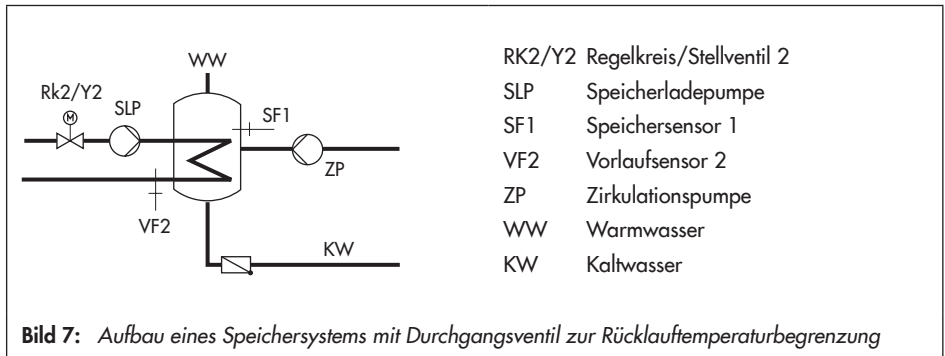 WW
Rk2/Y2
M
SLP
SF1
ZP
VF2
KW
RK2/Y2 Regelkreis/Stellventil 2
SLP Speicherladepumpe
SF1 Speichersensor 1
VF2 Vorlaufsensor 2
ZP Zirkulationspumpe
WW Warmwasser
KW Kaltwasser
Bild 7: Aufbau eines Speichersystems mit Durchgangsventil zur Rücklauftemperaturbegrenzung